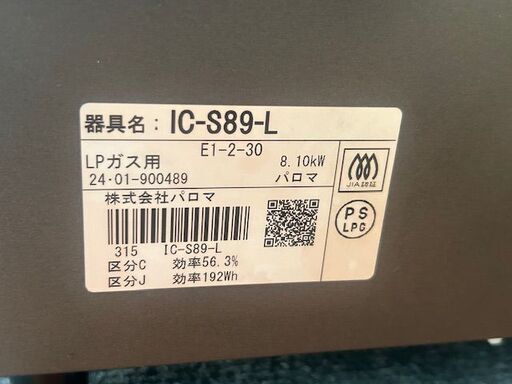 器具名：IC-S89-L
E1-2-30
LPガス用 8.10kW
24・01-900489 パロマ
JIA認証
株式会社パロマ
PS
LPG
315 IC-S89-L
区分C 効率56.3%
区分J 効率192Wh